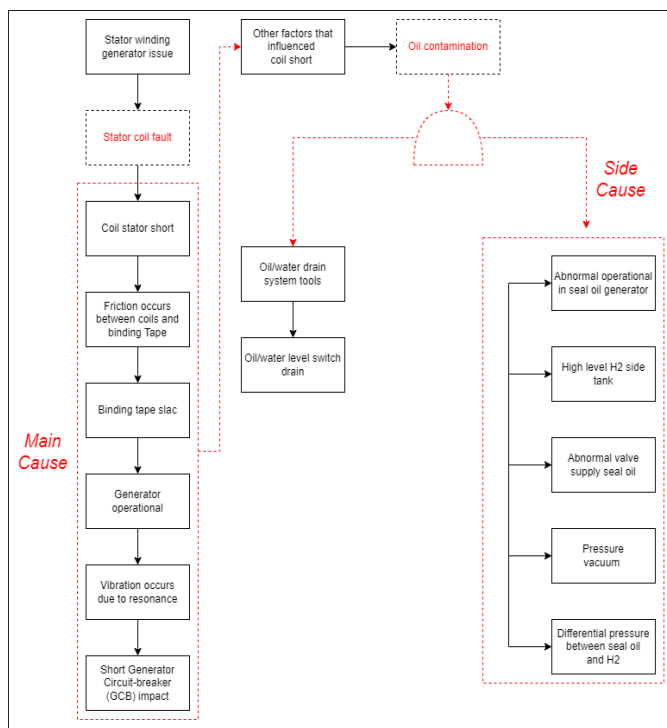 Stator winding
generator issue
Other factors that
influenced
coil short
Oil contamination
Stator coil fault
Side
Cause
Coil stator short
Friction occurs
between coils and
binding Tape
Binding tape slac
Main
Cause
Generator
operational
Vibration occurs
due to resonance
Short Generator
Circuit-breaker
(GCB) impact
Oil/water drain
system tools
Oil/water level switch
drain
Abnormal operational
in seal oil generator
High level H2 side
tank
Abnormal valve
supply seal oil
Pressure
vacuum
Differential pressure
between seal oil
and H2